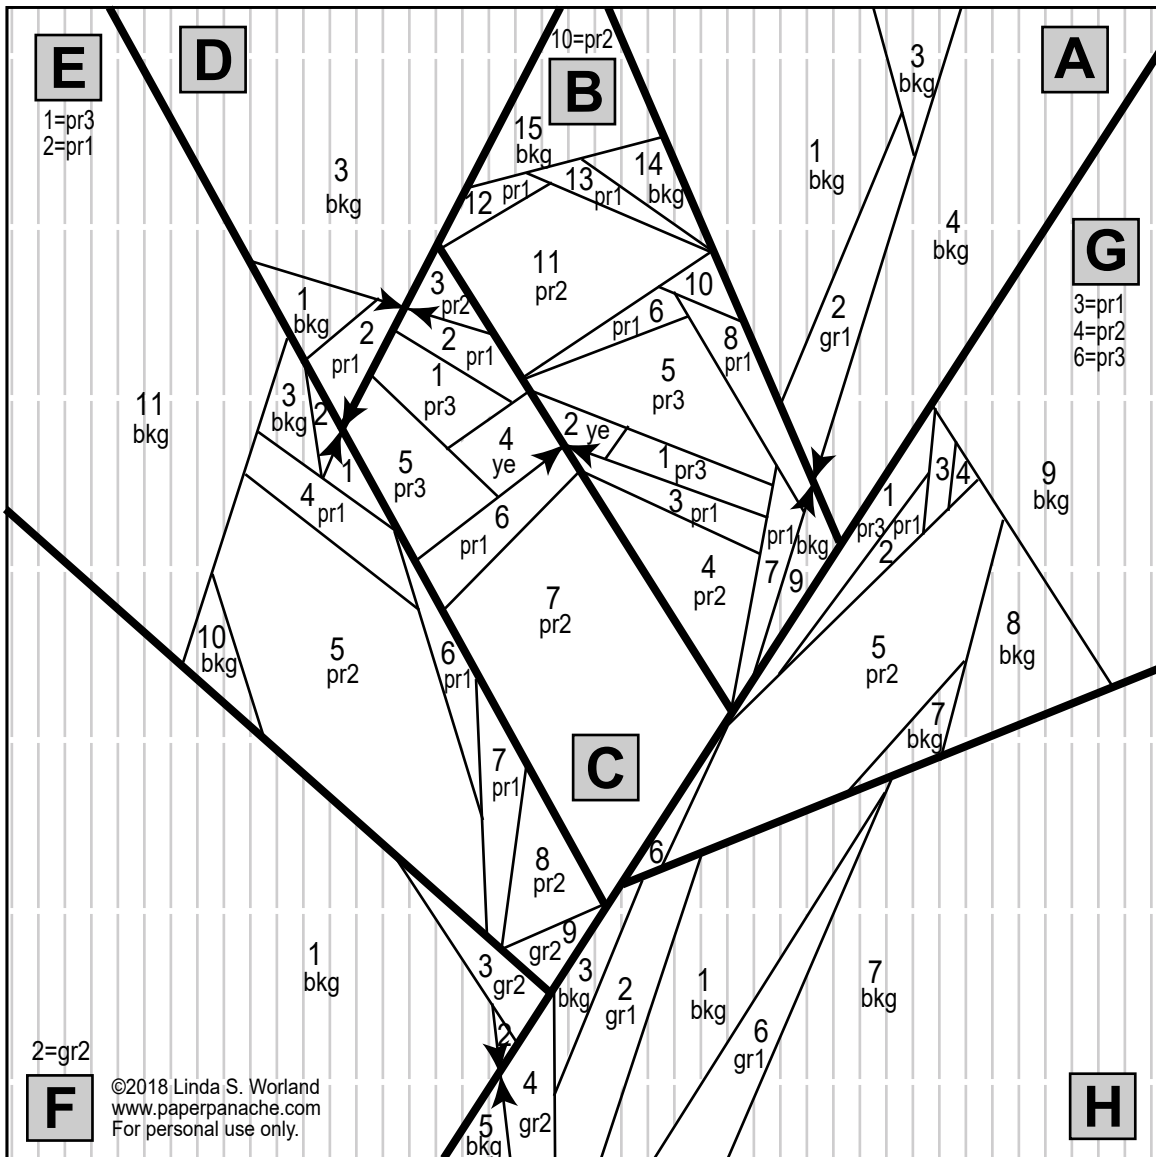 E
1=pr3
2=pr1
D
3
bkg
10=pr2
B
15
bkg
14
bkg
13
pr1
12
pr1
11
pr2
10
6
pr1
8
pr1
5
pr3
2
ye
1
pr3
3
pr1
4
pr2
7
pr1
9
bkg
A
3
bkg
1
bkg
4
bkg
2
gr1
G
3=pr1
4=pr2
6=pr3
1
pr3
3
4
pr1
2
9
bkg
5
pr2
8
bkg
7
bkg
6
1
bkg
2
pr1
3
pr2
2
pr1
1
pr3
4
ye
5
pr3
6
pr1
7
pr2
C
11
bkg
3
bkg
2
1
4
pr1
10
bkg
5
pr2
6
pr1
7
pr1
8
pr2
9
gr2
1
bkg
3
gr2
2
2=gr2
F
©2018 Linda S. Worland
www.paperpanache.com
For personal use only.
3
bkg
2
gr1
1
bkg
6
gr1
7
bkg
4
gr2
5
bkg
H